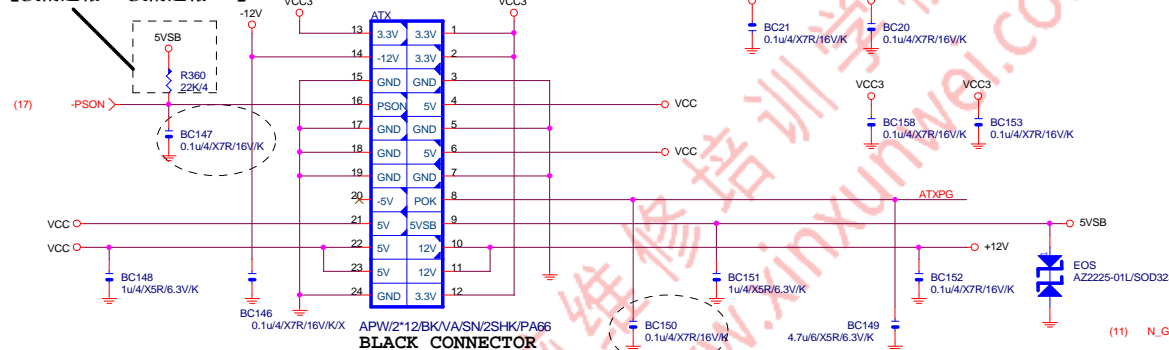 VCC3
-12V
ATX
VCC3
5VSB
R360
22K/4
(17)
-PSON
BC147
0.1u/4/X7R/16V/K
13 3.3V 3.3V 1
14 -12V 3.3V 2
15 GND GND 3
16 PSON 5V 4
17 GND GND 5
18 GND 5V 6
19 GND GND 7
20 -5V POK 8
21 5V 5VSB 9
22 5V 12V 10
23 5V 12V 11
24 GND 3.3V 12
VCC
VCC
ATXPG
VCC
VCC
5VSB
+12V
BC148
1u/4/X5R/6.3V/K
BC146
0.1u/4/X7R/16V/K/X
APW/2*12/BK/VA/SN/2SHK/PA66
BLACK CONNECTOR
BC151
1u/4/X5R/6.3V/K
BC150
0.1u/4/X7R/16V/K
BC149
4.7u/6/X5R/6.3V/K
BC152
0.1u/4/X7R/16V/K
EOS
AZ2225-01L/SOD32
BC21
0.1u/4/X7R/16V/K
BC20
0.1u/4/X7R/16V/K
VCC3
BC158
0.1u/4/X7R/16V/K
VCC3
BC153
0.1u/4/X7R/16V/K
(11) N_G
维修培训学
www.xinxunwei.co